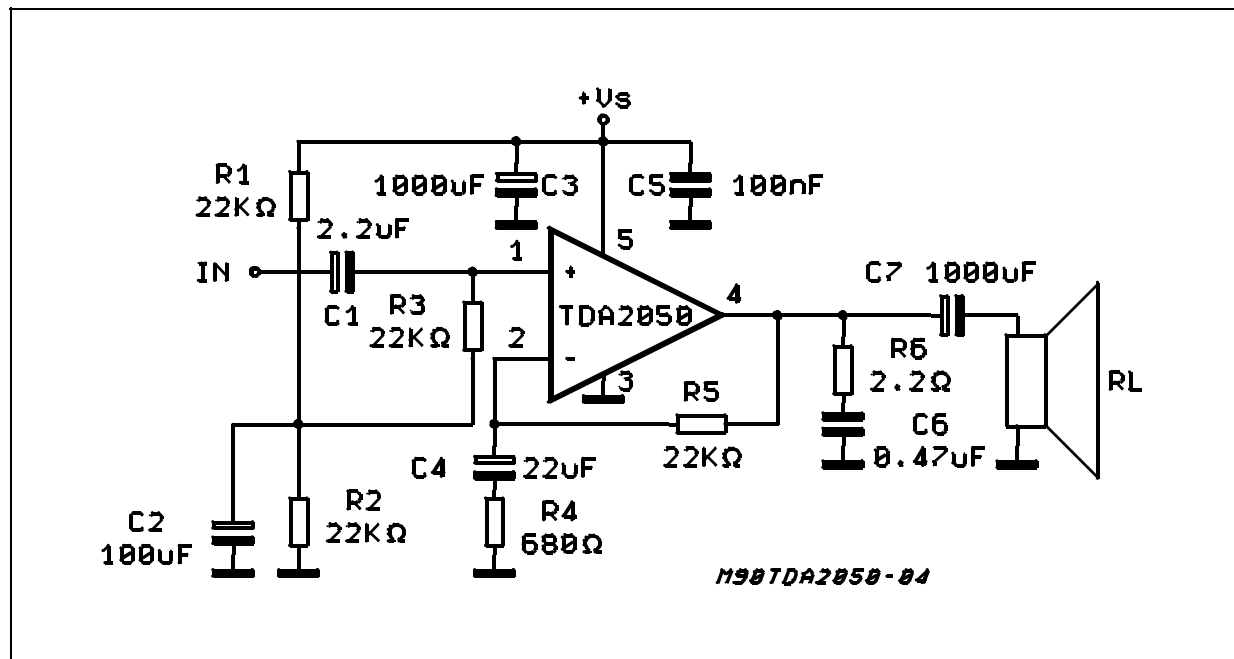 +Vs
R1
22KΩ
1000uF
C3
C5
100nF
2.2uF
5
1
IN
+
C7 1000uF
C1
R3
22KΩ
TDA2050
4
2
-
3
R5
22KΩ
R6
2.2Ω
RL
C6
0.47uF
C4
22uF
C2
100uF
R2
22KΩ
R4
680Ω
M90TDA2050-04